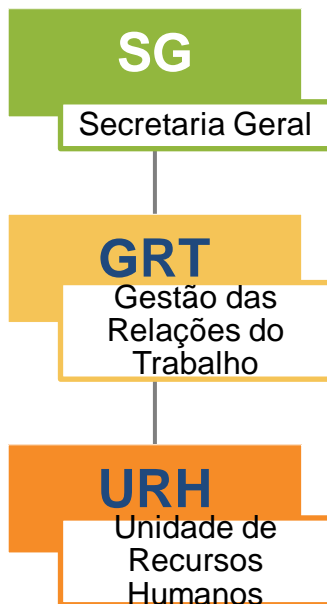 SG
Secretaria Geral
GRT
Gestão das
Relações do
Trabalho
URH
Unidade de
Recursos
Humanos